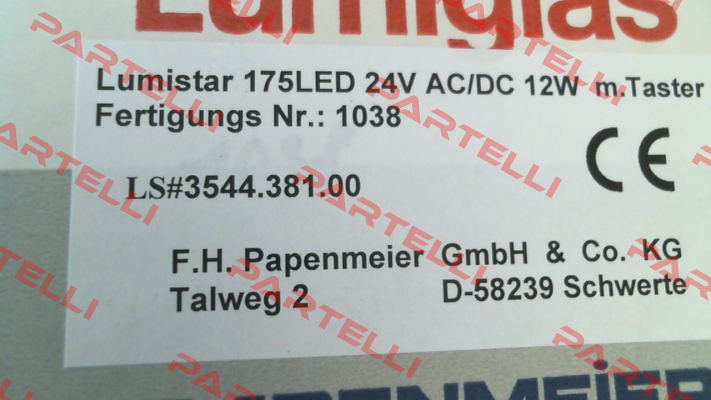 Lumiglas
Lumistar 175LED 24V AC/DC 12W m.Taster
Fertigungs Nr.: 1038
CE
LS#3544.381.00
F.H. Papenmeier GmbH & Co. KG
Talweg 2 D-58239 Schwerte
PAPENMEIER
PARTELLI
PARTELLI
PARTELLI
PARTELLI
PARTELLI
PARTELLI
PARTELLI